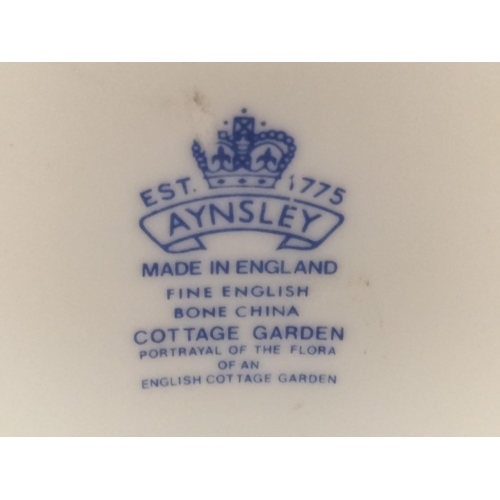 EST. 1775
AYNSLEY
MADE IN ENGLAND
FINE ENGLISH
BONE CHINA
COTTAGE GARDEN
PORTRAYAL OF THE FLORA
OF AN
ENGLISH COTTAGE GARDEN